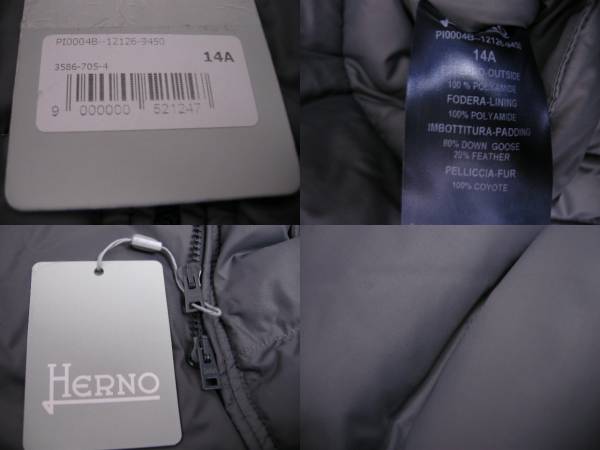 PI0004B--12126-9450
14A
3586-705-4
9 000000 521247
PI0004B--12126-9450
14A
ESTERNO-OUTSIDE
100 % POLYAMIDE
FODERA-LINING
100% POLYAMIDE
IMBOTTITURA-PADDING
80% DOWN GOOSE
20% FEATHER
PELLICCIA-FUR
100% COYOTE
HERNO